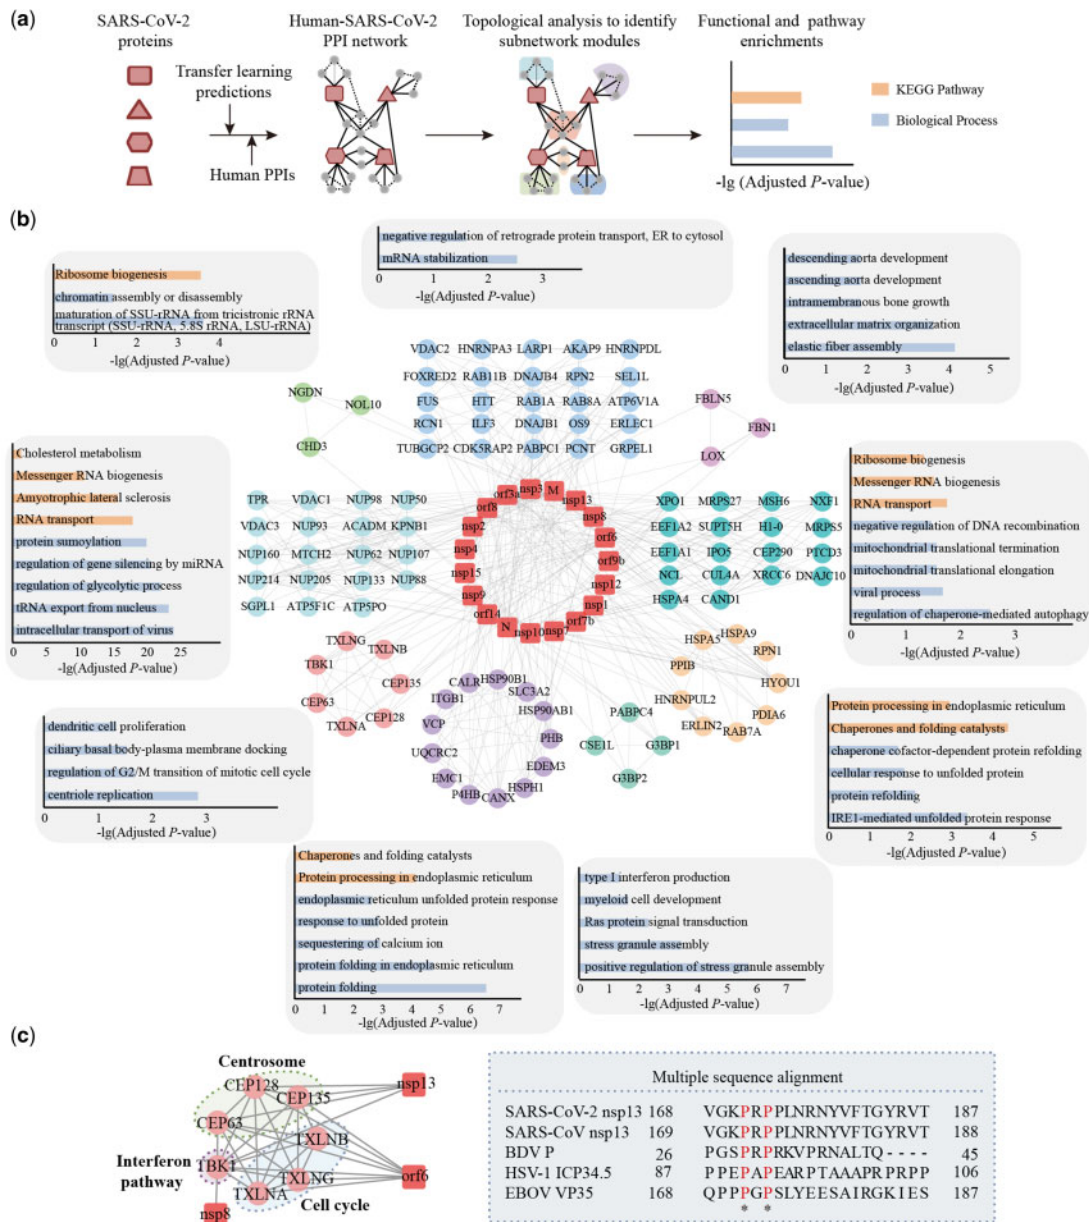 (a)
SARS-CoV-2
proteins
Human-SARS-CoV-2
PPI network
Topological analysis to identify
subnetwork modules
Functional and pathway
enrichments
Transfer learning
predictions
Human PPIs
KEGG Pathway
Biological Process
-lg (Adjusted P-value)
(b)
negative regulation of retrograde protein transport, ER to cytosol
mRNA stabilization
0 1 2 3
-lg(Adjusted P-value)
Ribosome biogenesis
chromatin assembly or disassembly
maturation of SSU-rRNA from tricistronic rRNA
transcript (SSU-rRNA, 5.8S rRNA, LSU-rRNA)
0 1 2 3 4
-lg(Adjusted P-value)
descending aorta development
ascending aorta development
intramembranous bone growth
extracellular matrix organization
elastic fiber assembly
0 1 2 3 4 5
-lg(Adjusted P-value)
VDAC2 HNRNPA3 LARP1 AKAP9 HNRNPDL
FOXRED2 RAB11B DNAJB4 RPN2 SEL1L
FUS HTT RAB1A RAB8A ATP6V1A
RCN1 ILF3 DNAJB1 OS9 ERLEC1
TUBGCP2 CDK5RAP2 PABPC1 PCNT GRPEL1
NGDN
NOL10
CHD3
FBLN5
FBN1
LOX
Cholesterol metabolism
Messenger RNA biogenesis
Amyotrophic lateral sclerosis
RNA transport
protein sumoylation
regulation of gene silencing by miRNA
regulation of glycolytic process
tRNA export from nucleus
intracellular transport of virus
0 5 10 15 20 25 30
-lg(Adjusted P-value)
TPR VDAC1 NUP98 NUP50
VDAC3 NUP93 ACADM KPNB1
NUP160 MTCH2 NUP62 NUP107
NUP214 NUP205 NUP133 NUP88
SGPL1 ATP5F1C ATP5PO
nsp3
M
nsp13
nsp8
orf6
orf9b
nsp12
nsp1
orf7b
nsp7
nsp10
N
orf14
nsp9
nsp15
nsp4
nsp2
orf8
orf3a
XPO1 MRPS27 MSH6 NXF1
EEF1A2 SUPT5H H1-0 MRPS5
EEF1A1 IPO5 CEP290 PTCD3
NCL CUL4A XRCC6 DNAJC10
HSPA4 CAND1
Ribosome biogenesis
Messenger RNA biogenesis
RNA transport
negative regulation of DNA recombination
mitochondrial translational termination
mitochondrial translational elongation
viral process
regulation of chaperone-mediated autophagy
0 1 2 3
-lg(Adjusted P-value)
TXLNG
TXLNB
TBK1
CEP135
CEP63
CEP128
TXLNA
HSP90B1
CALR
SLC3A2
ITGB1
HSP90AB1
VCP
PHB
UQCRC2
EDEM3
EMC1
HSPH1
P4HB
CANX
PABPC4
CSE1L
G3BP1
G3BP2
HSPA9
HSPA5
RPN1
PPIB
HYOU1
HNRNPUL2
PDIA6
ERLIN2
RAB7A
dendritic cell proliferation
ciliary basal body-plasma membrane docking
regulation of G2/M transition of mitotic cell cycle
centriole replication
0 1 2 3
-lg(Adjusted P-value)
Protein processing in endoplasmic reticulum
Chaperones and folding catalysts
chaperone cofactor-dependent protein refolding
cellular response to unfolded protein
protein refolding
IRE1-mediated unfolded protein response
0 1 2 3 4 5
-lg(Adjusted P-value)
Chaperones and folding catalysts
Protein processing in endoplasmic reticulum
endoplasmic reticulum unfolded protein response
response to unfolded protein
sequestering of calcium ion
protein folding in endoplasmic reticulum
protein folding
0 1 2 3 4 5 6 7
-lg(Adjusted P-value)
type I interferon production
myeloid cell development
Ras protein signal transduction
stress granule assembly
positive regulation of stress granule assembly
0 1 2 3 4 5 6 7
-lg(Adjusted P-value)
(c)
Centrosome
CEP128
CEP135
CEP63
TXLNB
TBK1
TXLNG
TXLNA
nsp13
orf6
nsp8
Interferon
pathway
Cell cycle
Multiple sequence alignment
SARS-CoV-2 nsp13 168 VGKPRPPLNRNYVFTGYRVT 187
SARS-CoV nsp13 169 VGKPRPPLNRNYVFTGYRVT 188
BDV P 26 PGSPRPRKVPRNALTQ---- 45
HSV-1 ICP34.5 87 PPEPAPEARPTAAAPRPRPP 106
EBOV VP35 168 QPPPGPSLYEESAIRGKIES 187
* *